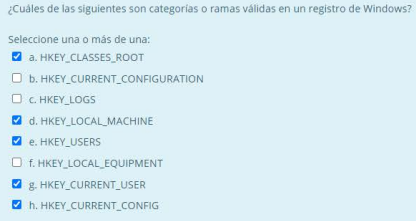 ¿Cuáles de las siguientes son categorías o ramas válidas en un registro de Windows?
Seleccione una o más de una:
a. HKEY_CLASSES_ROOT
b. HKEY_CURRENT_CONFIGURATION
c. HKEY_LOGS
d. HKEY_LOCAL_MACHINE
e. HKEY_USERS
f. HKEY_LOCAL_EQUIPMENT
g. HKEY_CURRENT_USER
h. HKEY_CURRENT_CONFIG